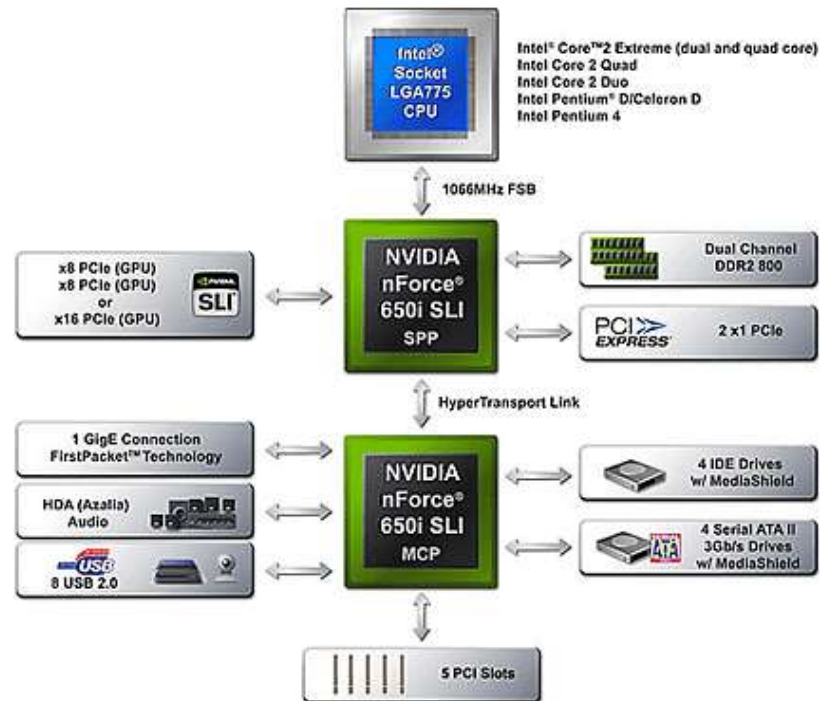 Intel®
Socket
LGA775
CPU
Intel® Core™2 Extreme (dual and quad core)
Intel Core 2 Quad
Intel Core 2 Duo
Intel Pentium® D/Celeron D
Intel Pentium 4
1066MHz FSB
x8 PCIe (GPU)
x8 PCIe (GPU)
or
x16 PCIe (GPU)
NVIDIA
SLI
NVIDIA
nForce®
650i SLI
SPP
Dual Channel
DDR2 800
PCI
EXPRESS
2 x1 PCIe
HyperTransport Link
1 GigE Connection
FirstPacket™ Technology
HDA (Azalia)
Audio
USB
8 USB 2.0
NVIDIA
nForce®
650i SLI
MCP
4 IDE Drives
w/ MediaShield
ATA
4 Serial ATA II
3Gb/s Drives
w/ MediaShield
5 PCI Slots